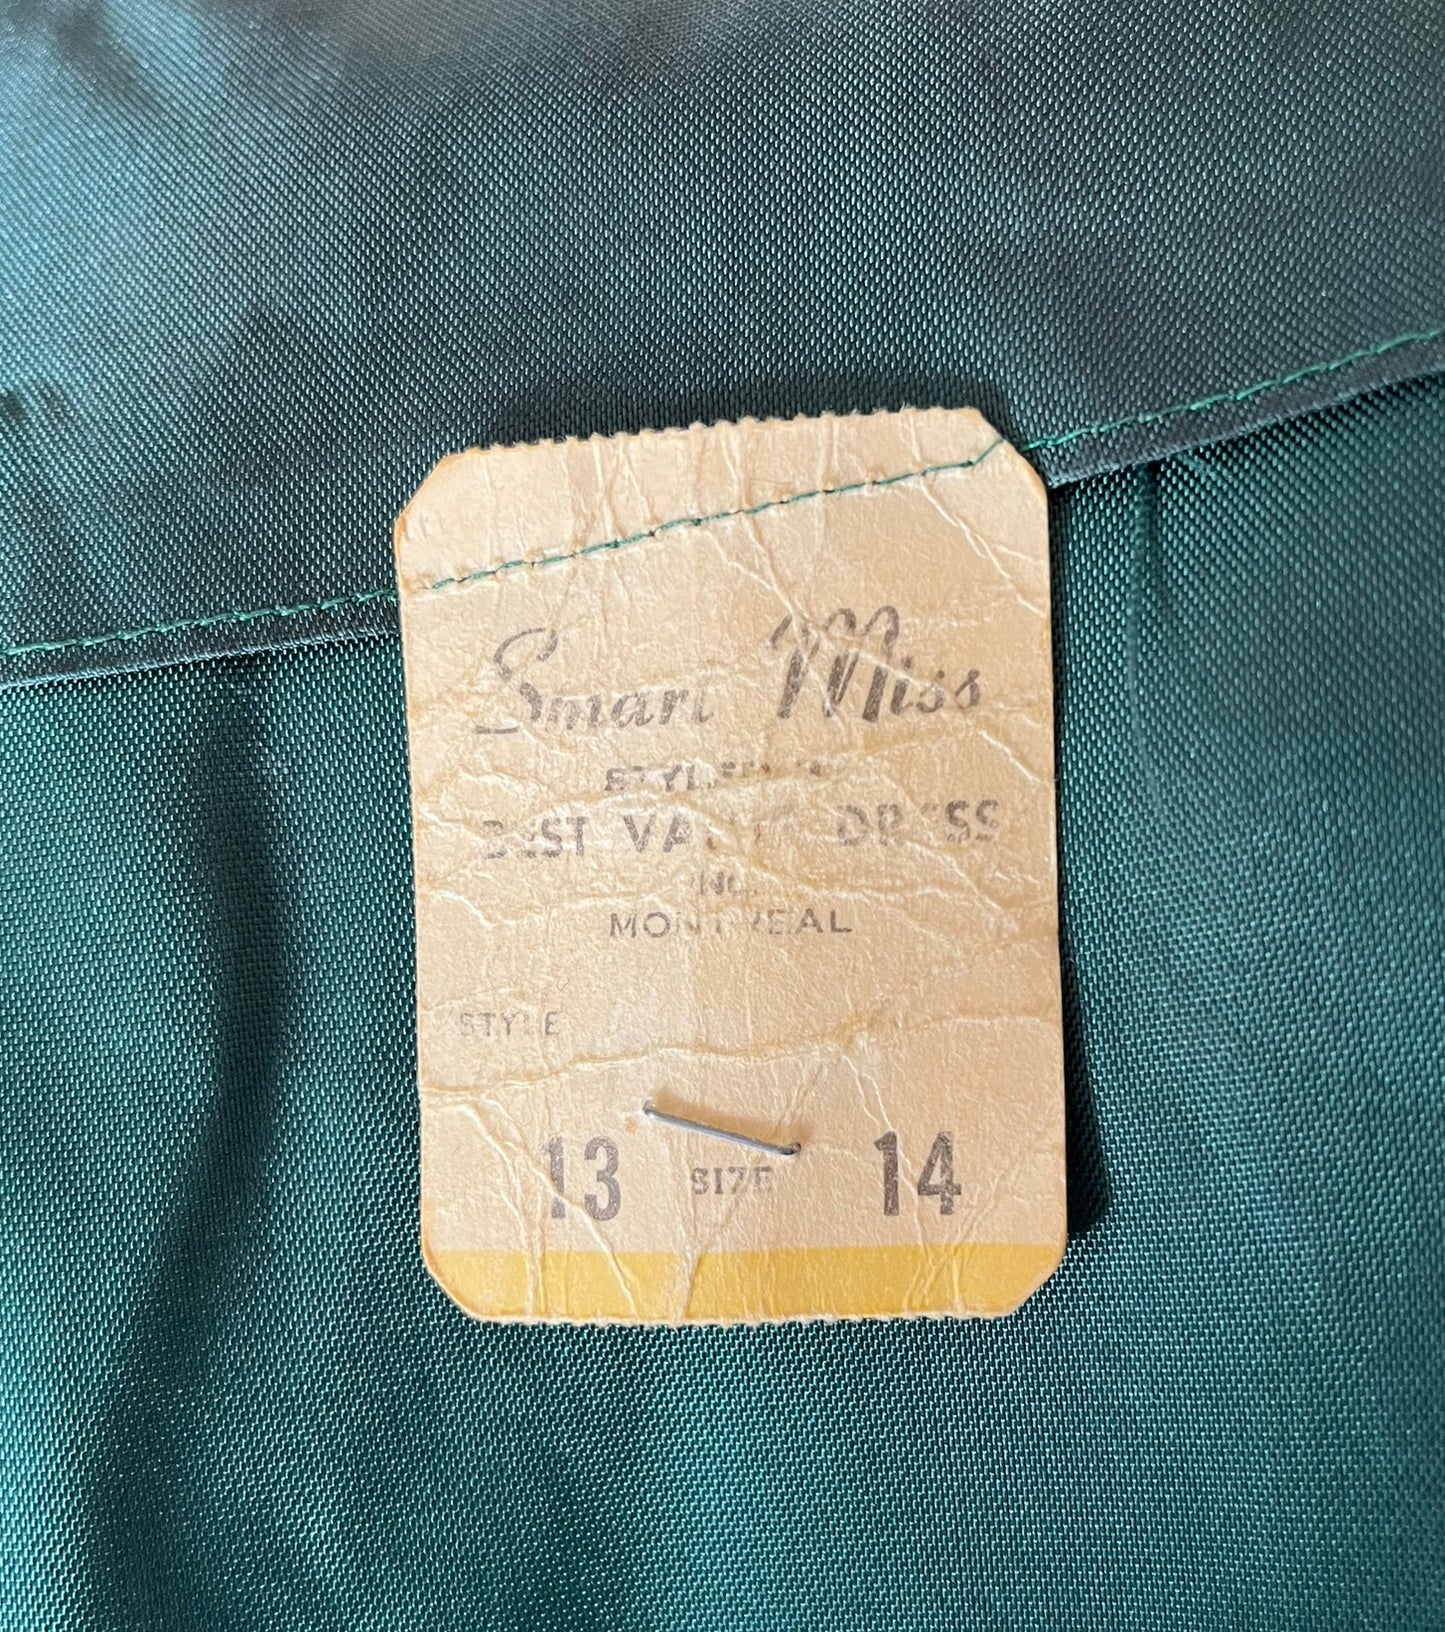 Smart Miss
STYLED BY
BEST VALUE DRESS
INC.
MONTREAL
STYLE
13 SIZE 14